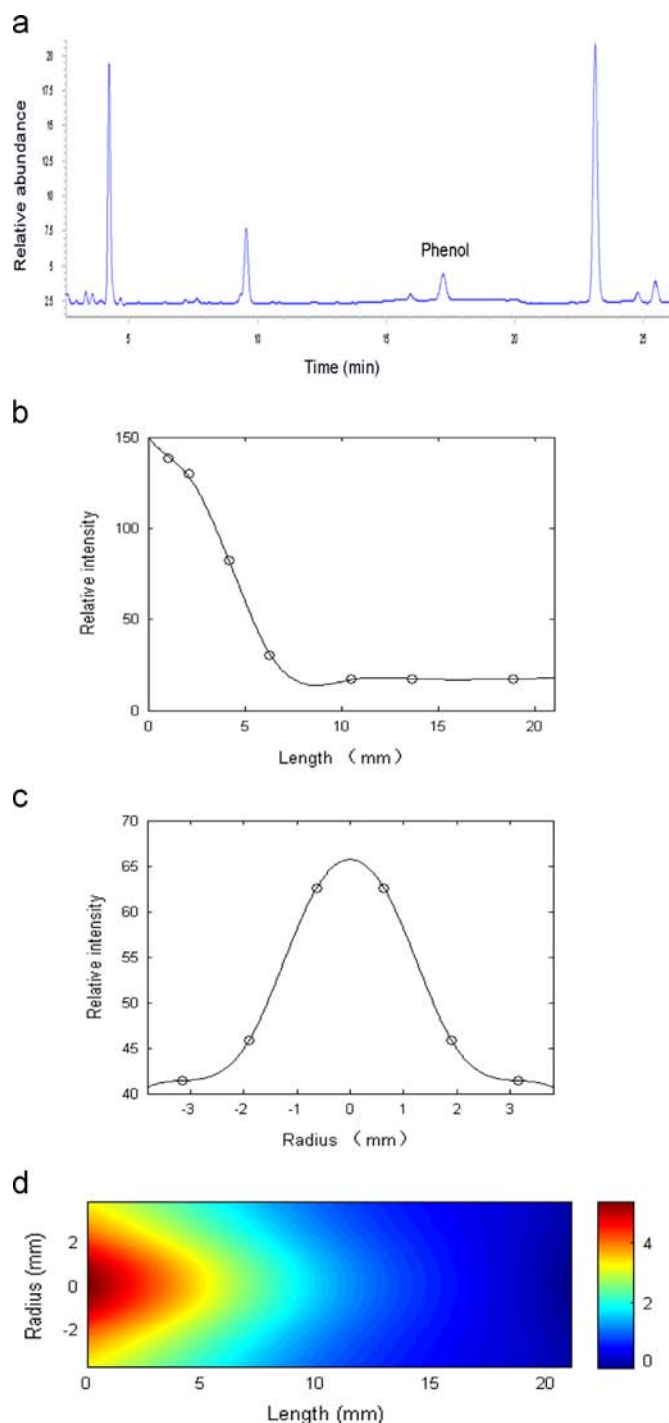 a
Relative abundance
20
17.5
15
12.5
10
7.5
5
2.5
Phenol
5 10 15 20 25
Time (min)
b
Relative intensity
150
100
50
0
0 5 10 15 20
Length （mm）
c
Relative intensity
70
65
60
55
50
45
40
-3 -2 -1 0 1 2 3
Radius （mm）
d
Radius (mm)
2
0
-2
0 5 10 15 20
Length (mm)
4
2
0